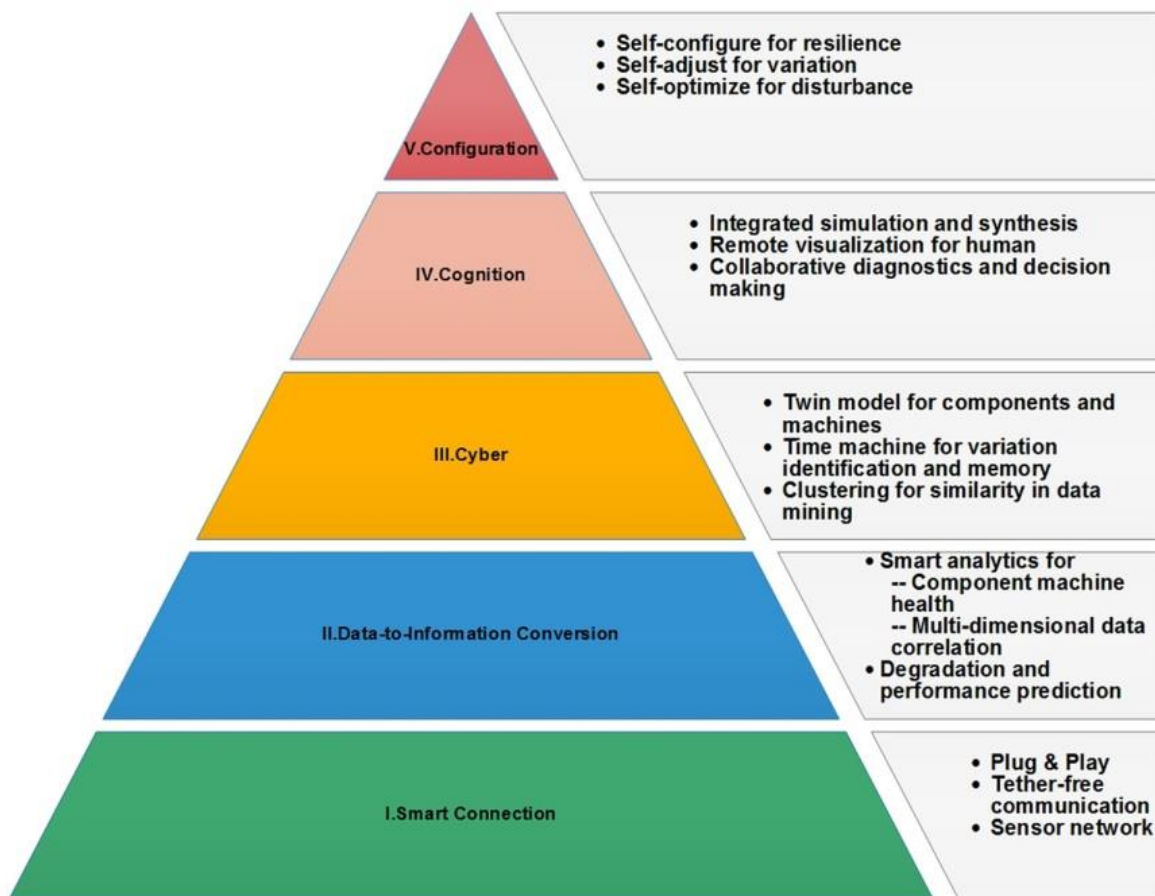 • Self-configure for resilience
• Self-adjust for variation
• Self-optimize for disturbance
V.Configuration
• Integrated simulation and synthesis
• Remote visualization for human
• Collaborative diagnostics and decision
making
IV.Cognition
• Twin model for components and
machines
• Time machine for variation
identification and memory
• Clustering for similarity in data
mining
III.Cyber
• Smart analytics for
-- Component machine
health
-- Multi-dimensional data
correlation
• Degradation and
performance prediction
II.Data-to-Information Conversion
• Plug & Play
• Tether-free
communication
• Sensor network
I.Smart Connection